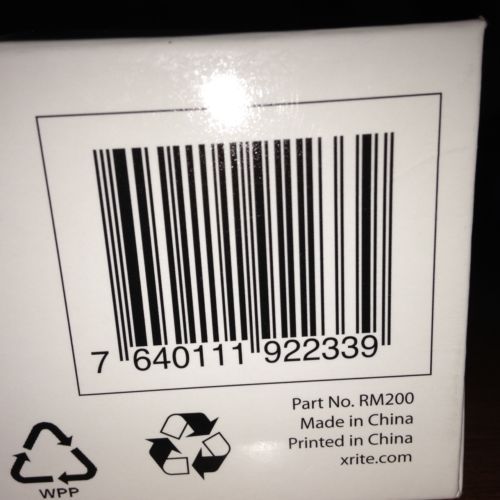 7 640111 922339
Part No. RM200
Made in China
Printed in China
xrite.com
WPP